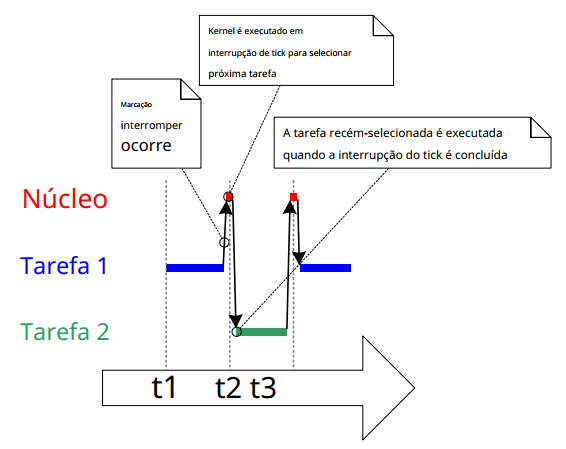 Kernel é executado em
interrupção de tick para selecionar
próxima tarefa
Marcação
interromper
ocorre
A tarefa recém-selecionada é executada
quando a interrupção do tick é concluída
Núcleo
Tarefa 1
Tarefa 2
t1 t2 t3